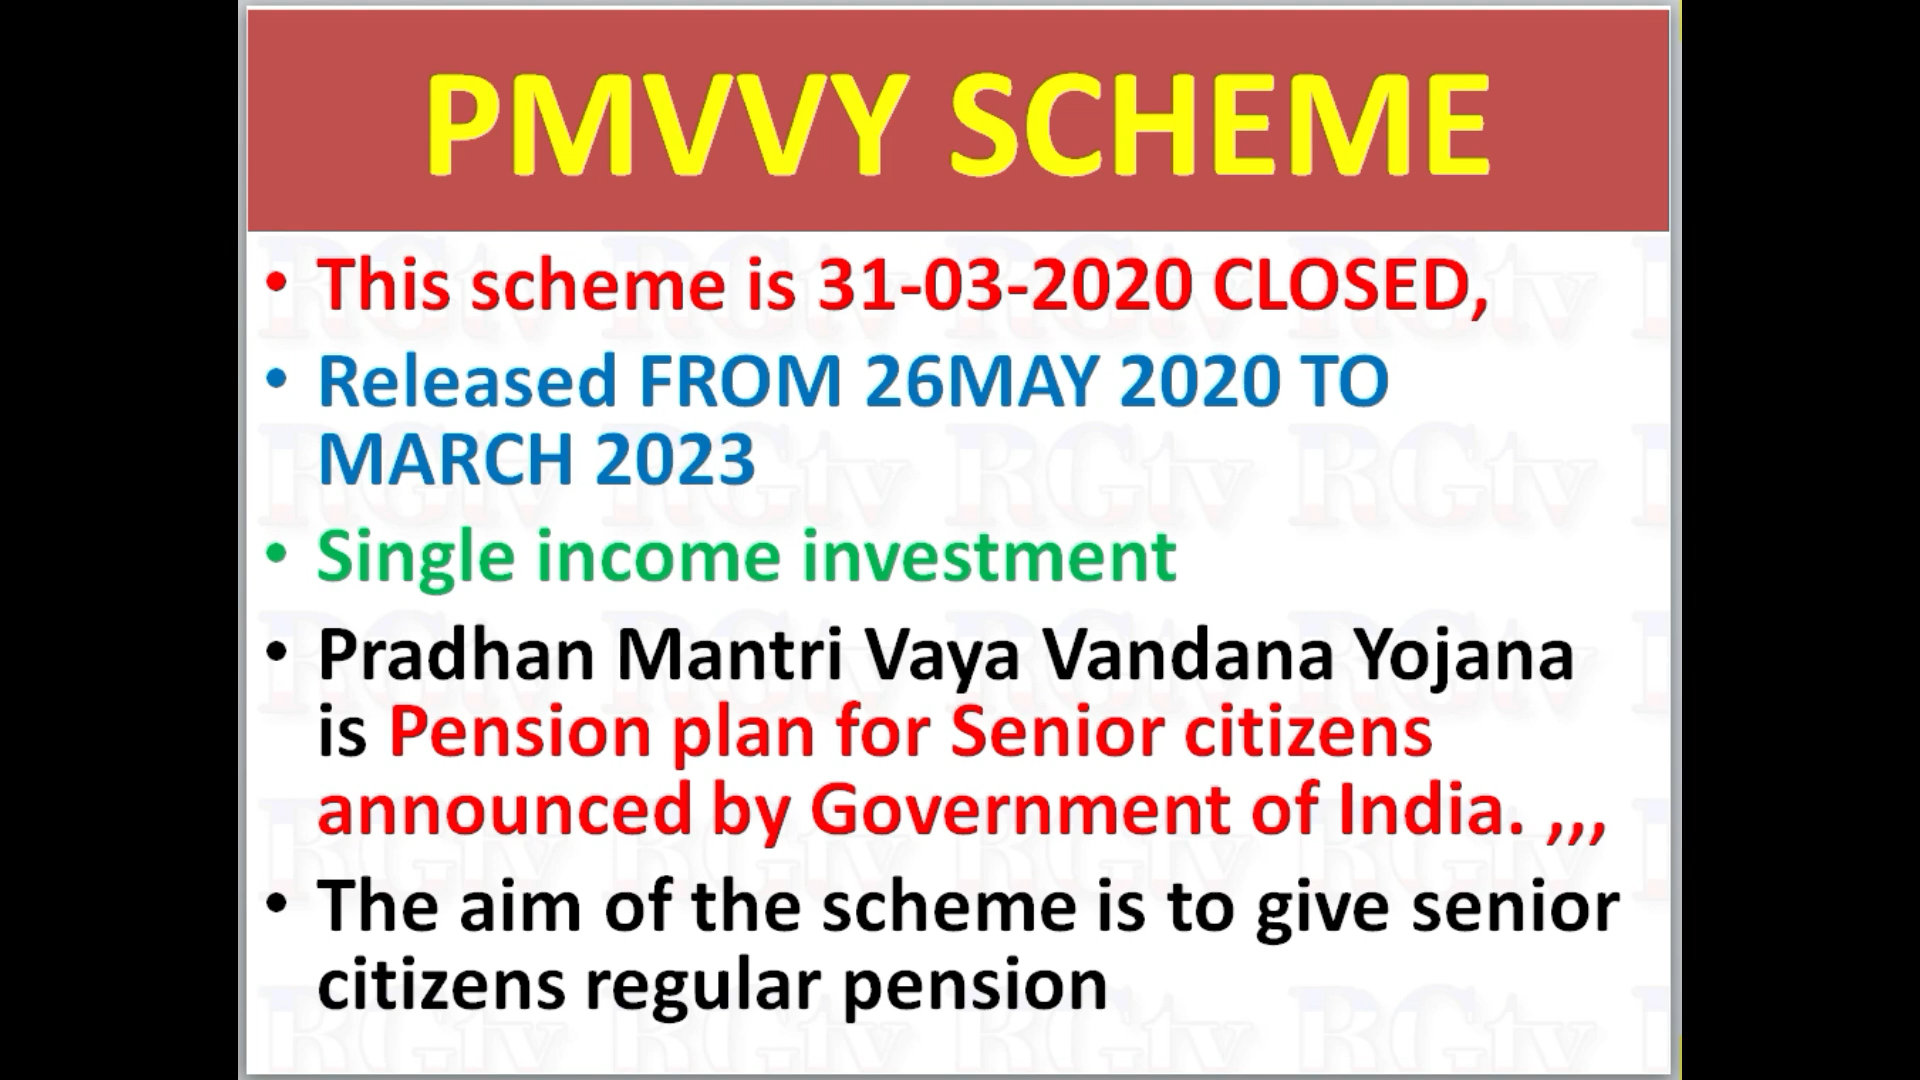 PMVVY SCHEME
• This scheme is 31-03-2020 CLOSED,
• Released FROM 26MAY 2020 TO
MARCH 2023
• Single income investment
• Pradhan Mantri Vaya Vandana Yojana
is Pension plan for Senior citizens
announced by Government of India. ,,,
• The aim of the scheme is to give senior
citizens regular pension
RGtv